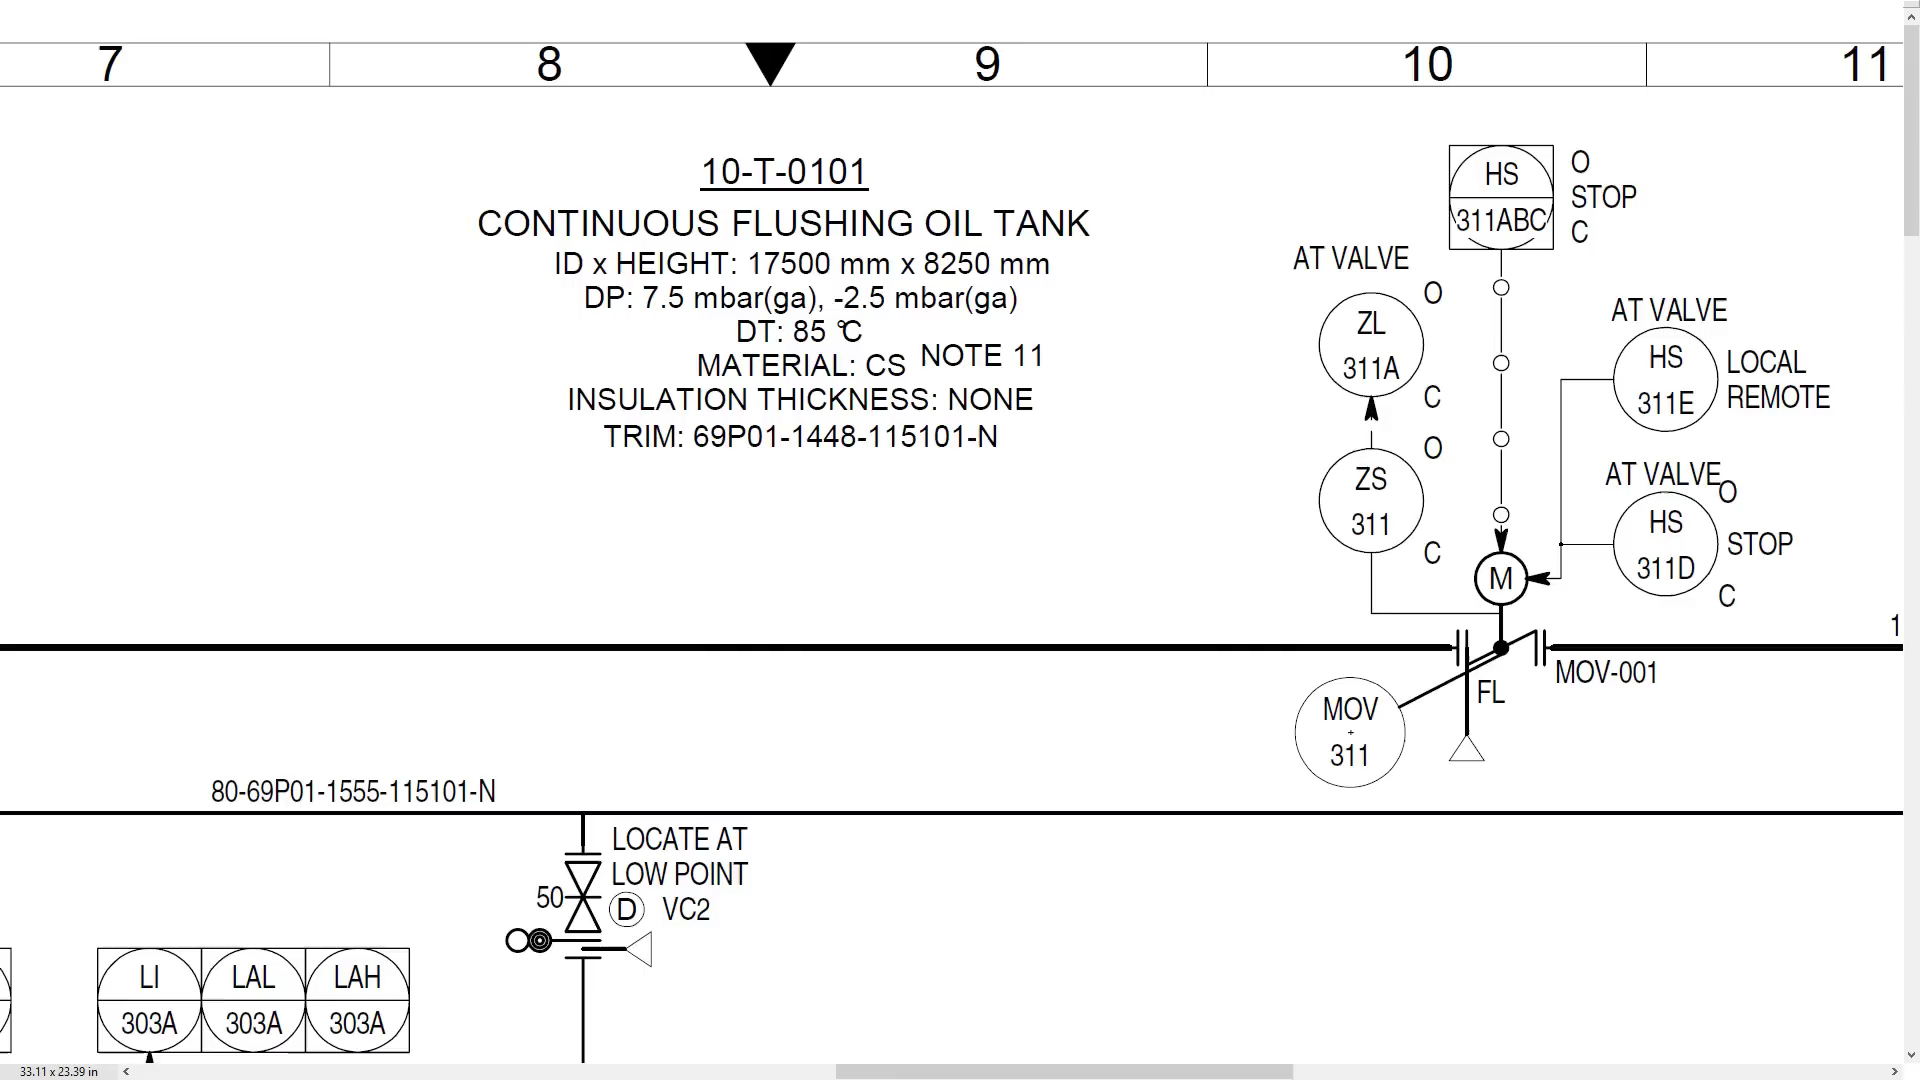 7 8 9 10 11
10-T-0101
CONTINUOUS FLUSHING OIL TANK
ID x HEIGHT: 17500 mm x 8250 mm
DP: 7.5 mbar(ga), -2.5 mbar(ga)
DT: 85 °C
MATERIAL: CS NOTE 11
INSULATION THICKNESS: NONE
TRIM: 69P01-1448-115101-N
HS
311ABC
O
STOP
C
AT VALVE
ZL
311A
O
C
ZS
311
O
C
AT VALVE
HS
311E
LOCAL
REMOTE
AT VALVE
HS
311D
O
STOP
C
M
1
MOV-001
FL
MOV
311
80-69P01-1555-115101-N
LOCATE AT
LOW POINT
50 D VC2
LI LAL LAH
303A 303A 303A
33.11 x 23.39 in